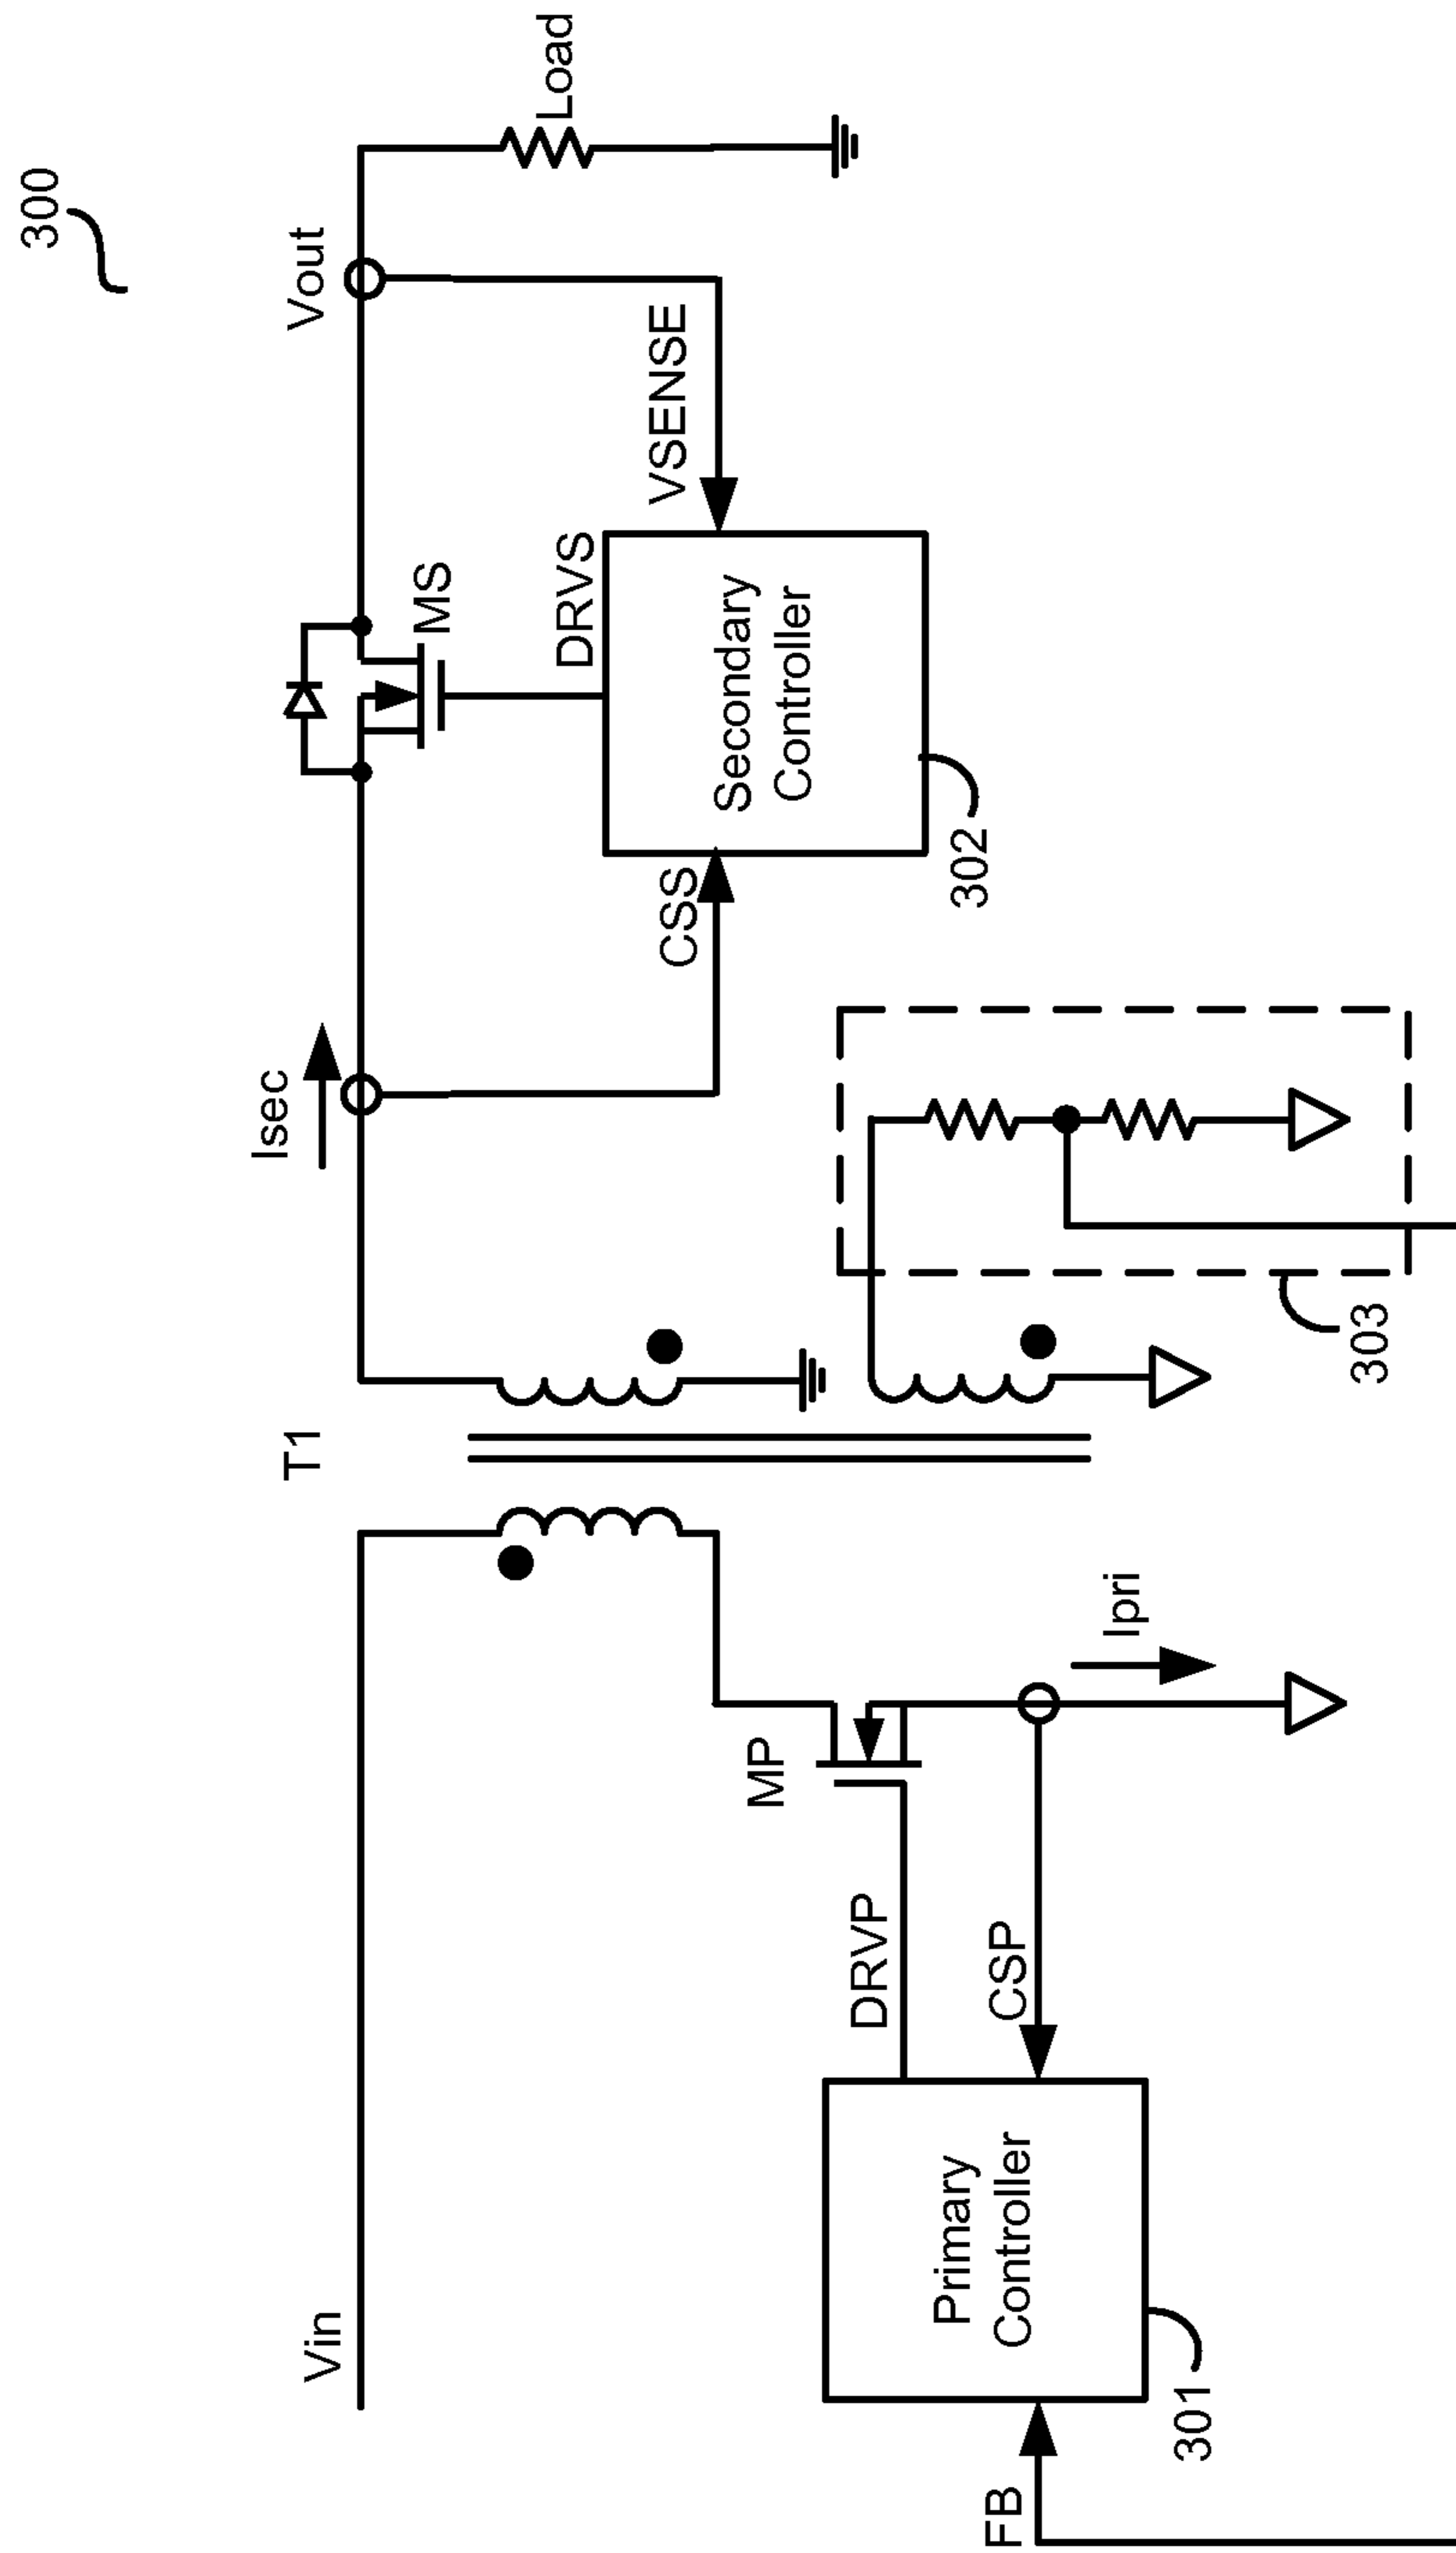 300
Vin
T1
Isec
MS
Vout
Load
DRVS
CSS
VSENSE
Secondary
Controller
302
MP
DRVP
CSP
Ipri
FB
Primary
Controller
301
303